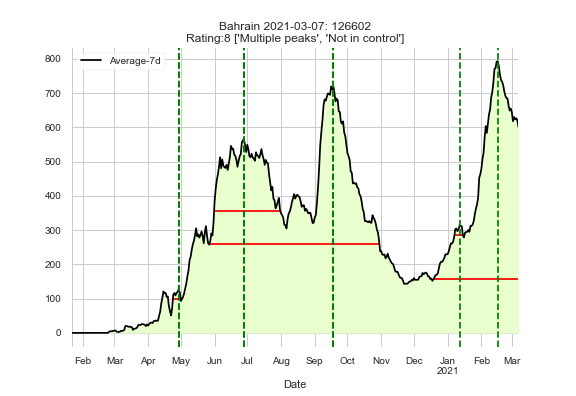 Bahrain 2021-03-07: 126602
Rating:8 ['Multiple peaks', 'Not in control']
Average-7d
800
700
600
500
400
300
200
100
0
Feb Mar Apr May Jun Jul Aug Sep Oct Nov Dec Jan Feb Mar
2021
Date